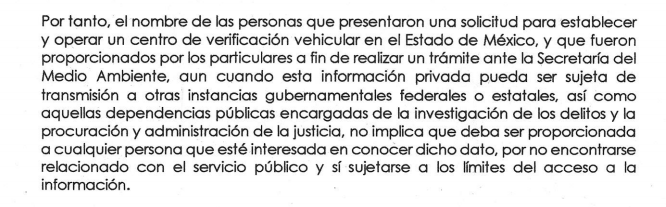 Por tanto, el nombre de las personas que presentaron una solicitud para establecer
y operar un centro de verificación vehicular en el Estado de México, y que fueron
proporcionados por los particulares a fin de realizar un trámite ante la Secretaría del
Medio Ambiente, aun cuando esta información privada pueda ser sujeta de
transmisión a otras instancias gubernamentales federales o estatales, así como
aquellas dependencias públicas encargadas de la investigación de los delitos y la
procuración y administración de la justicia, no implica que deba ser proporcionada
a cualquier persona que esté interesada en conocer dicho dato, por no encontrarse
relacionado con el servicio público y sí sujetarse a los límites del acceso a la
información.